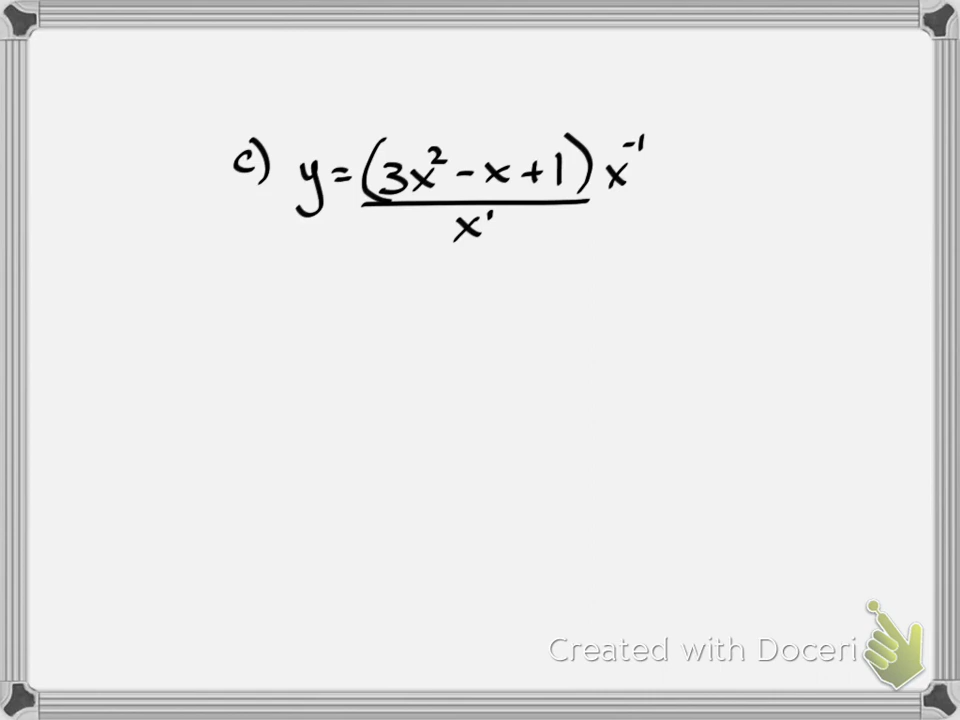 c) y = (3x² - x + 1) x⁻¹
x¹
Created with Doceri